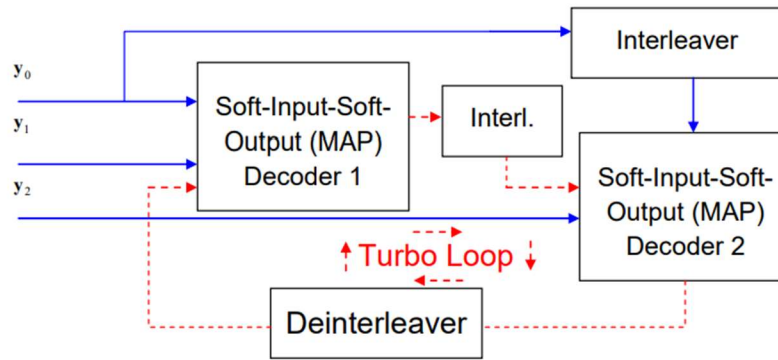 Interleaver
y0
y1
y2
Soft-Input-Soft-
Output (MAP)
Decoder 1
Interl.
Soft-Input-Soft-
Output (MAP)
Decoder 2
Turbo Loop
Deinterleaver